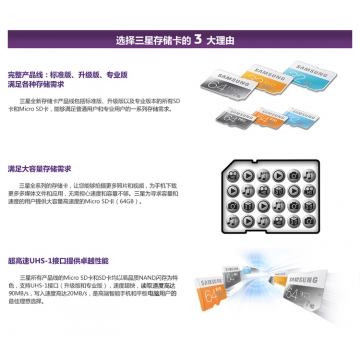 选择三星存储卡的 3 大理由
完整产品线：标准版、升级版、专业版
满足各种存储需求
三星全新存储卡产品线包括标准版、升级版以及专业版本的所有SD
卡和Micro SD卡，能够满足普通用户和专业用户的一系列存储需求。
SAMSUNG
SAMSUNG
SAMSUNG
满足大容量存储需求
三星全系列的存储卡，让您能够拍摄更多照片和视频，为手机下载
更多多媒体文件和应用，无需担心速度和容量不够。三星为寻求容量和
速度的用户提供大容量高速度的Micro SD卡（64GB）。
超高速UHS-1接口提供卓越性能
三星所有产品线的Micro SD卡和SD卡均以高品质NAND闪存为特
色，支持UHS-1接口（升级版和专业版），速度超快，读取速度高达
90MB/s，写入速度高达20MB/s，是高端智能手机和平板电脑用户的
最佳理想选择。
SAMSUNG
SAMSUNG
64
64